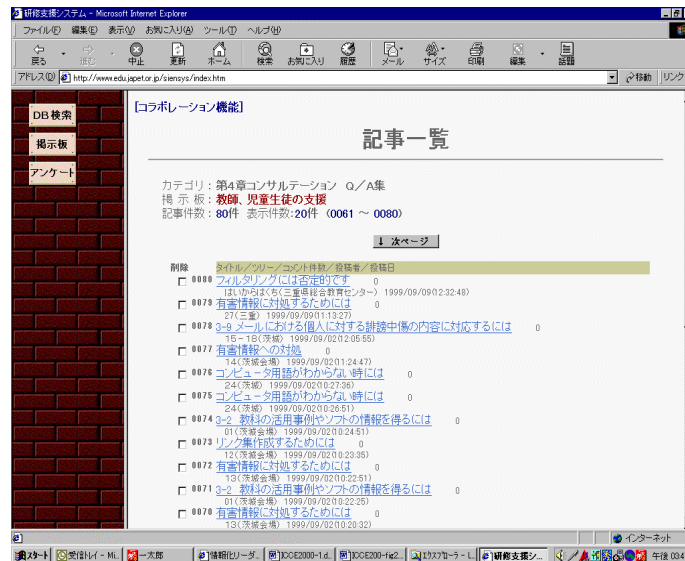 研修支援システム - Microsoft Internet Explorer
ファイル(F) 編集(E) 表示(V) お気に入り(A) ツール(T) ヘルプ(H)
戻る 進む 中止 更新 ホーム 検索 お気に入り 履歴 メール サイズ 印刷 編集 話題
アドレス(D) http://www.edu.japet.or.jp/siensys/index.htm 移動 リンク
DB検索
掲示板
アンケート
[コラボレーション機能]
記事一覧
カテゴリ：第4章コンサルテーション Q／A集
掲 示 板：教師、児童生徒の支援
記事件数：80件 表示件数:20件 (0061 ～ 0080)
↓ 次ページ
削除 タイトル／ツリー／コメント件数／投稿者／投稿日
0080 フィルタリングには否定的です 0
はいからはくち(三重県総合教育センター) 1999/09/09(12:32:48)
0079 有害情報に対処するためには 0
27(三重) 1999/09/09(11:13:27)
0078 3-9 メールにおける個人に対する誹謗中傷の内容に対応するには 0
15-18(茨城) 1999/09/02(12:05:55)
0077 有害情報への対処 0
14(茨城会場) 1999/09/02(11:24:47)
0076 コンピュータ用語がわからない時には 0
24(茨城) 1999/09/02(10:27:36)
0075 コンピュータ用語がわからない時には 0
24(茨城会場) 1999/09/02(10:26:51)
0074 3-2 教科の活用事例やソフトの情報を得るには 0
01(茨城会場) 1999/09/02(10:24:51)
0073 リンク集作成するためには 0
12(茨城会場) 1999/09/02(10:23:35)
0072 有害情報に対処するためには 0
13(茨城会場) 1999/09/02(10:22:51)
0071 3-2 教科の活用事例やソフトの情報を得るには 0
01(茨城会場) 1999/09/02(10:22:25)
0070 有害情報に対処するためには 0
13(茨城会場) 1999/09/02(10:20:32)
インターネット
スタート 受信トレイ - Mi... 一太郎 情報化リーダ... JCCE2000-1.d... JCCE200-fig2... エクスプローラ - L... 研修支援シ... 午後 03:4